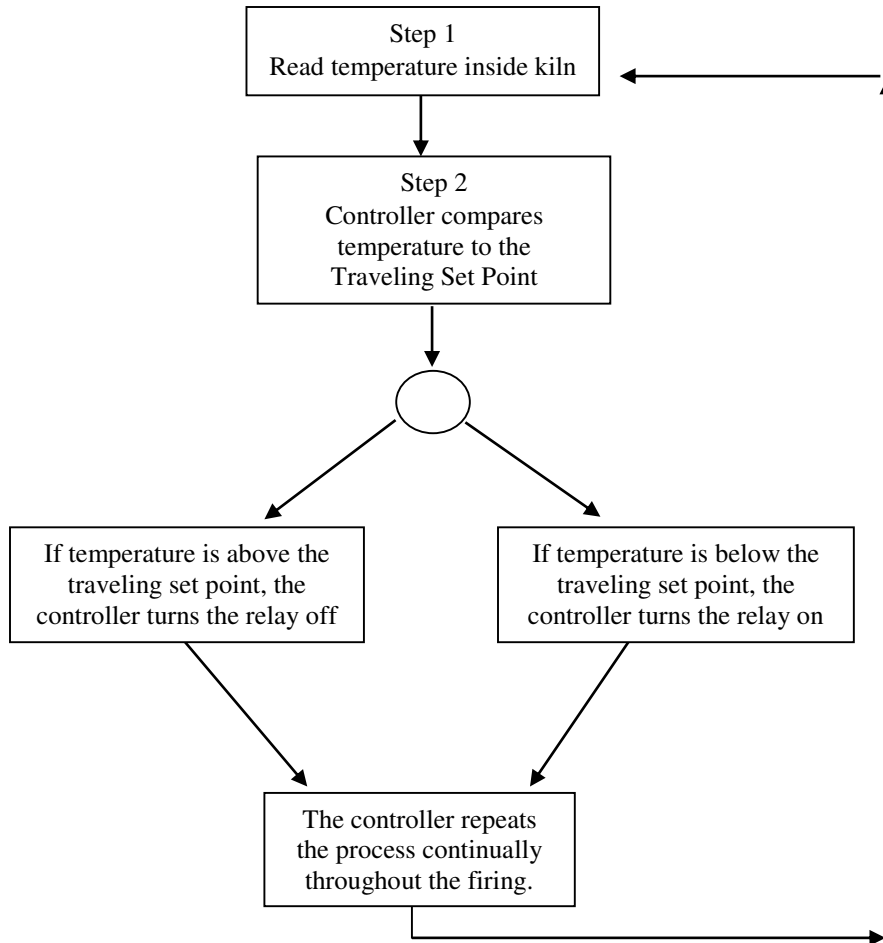 Step 1
Read temperature inside kiln
Step 2
Controller compares
temperature to the
Traveling Set Point
If temperature is above the
traveling set point, the
controller turns the relay off
If temperature is below the
traveling set point, the
controller turns the relay on
The controller repeats
the process continually
throughout the firing.